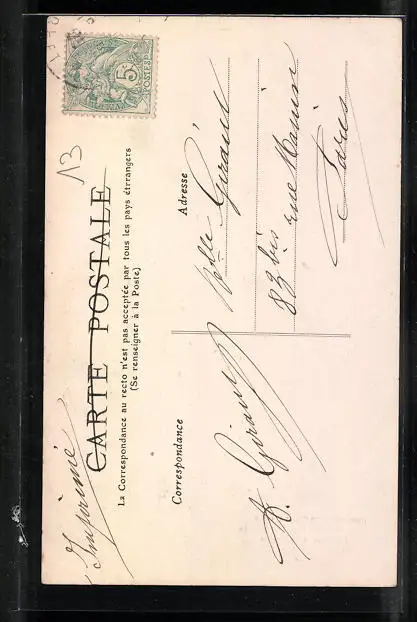 Imprimé
13
CARTE POSTALE
La Correspondance au recto n'est pas acceptée par tous les pays étrangers
(Se renseigner à la Poste)
5c
POSTES
Correspondance
A. Giraud
Adresse
Mlle Giraud
83 bis rue
Paris